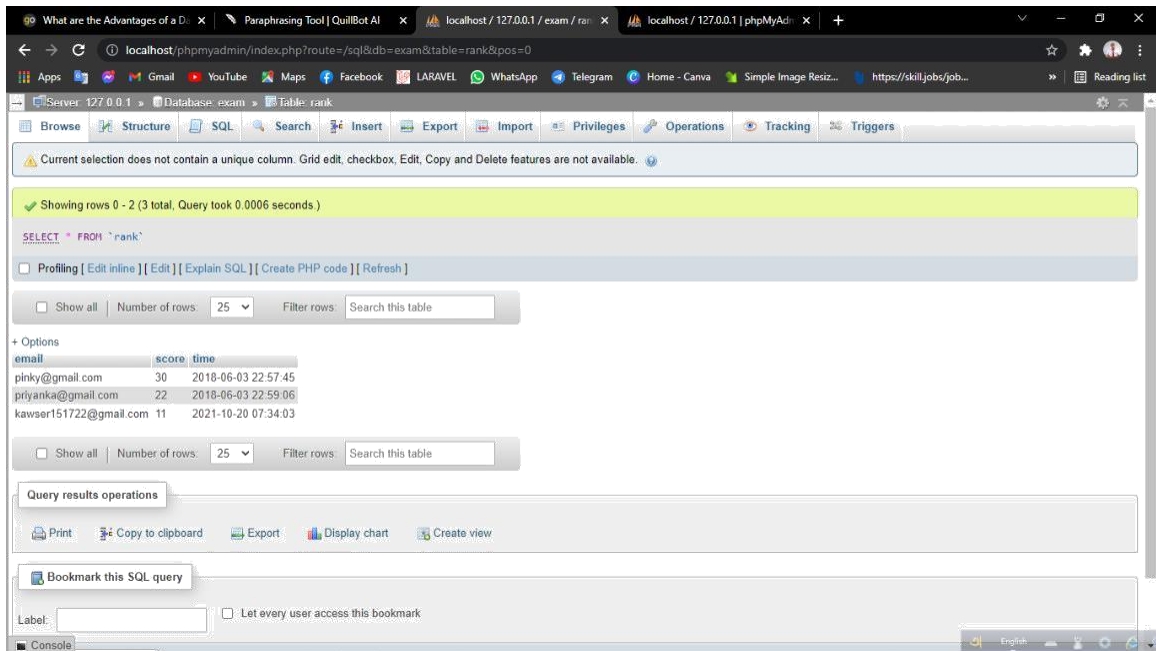 What are the Advantages of a Da
Paraphrasing Tool | QuillBot AI
localhost / 127.0.0.1 / exam / ran
localhost / 127.0.0.1 | phpMyAdn
localhost/phpmyadmin/index.php?route=/sql&db=exam&table=rank&pos=0
Apps Gmail YouTube Maps Facebook LARAVEL WhatsApp Telegram Home - Canva Simple Image Resiz... https://skill.jobs/job... » Reading list
Server: 127.0.0.1 » Database: exam » Table: rank
Browse Structure SQL Search Insert Export Import Privileges Operations Tracking Triggers
Current selection does not contain a unique column. Grid edit, checkbox, Edit, Copy and Delete features are not available.
Showing rows 0 - 2 (3 total, Query took 0.0006 seconds.)
SELECT * FROM `rank`
Profiling [ Edit inline ] [ Edit ] [ Explain SQL ] [ Create PHP code ] [ Refresh ]
Show all | Number of rows: 25 Filter rows: Search this table
+ Options
email score time
pinky@gmail.com 30 2018-06-03 22:57:45
priyanka@gmail.com 22 2018-06-03 22:59:06
kawser151722@gmail.com 11 2021-10-20 07:34:03
Show all | Number of rows: 25 Filter rows: Search this table
Query results operations
Print Copy to clipboard Export Display chart Create view
Bookmark this SQL query
Label: Let every user access this bookmark
Console
English